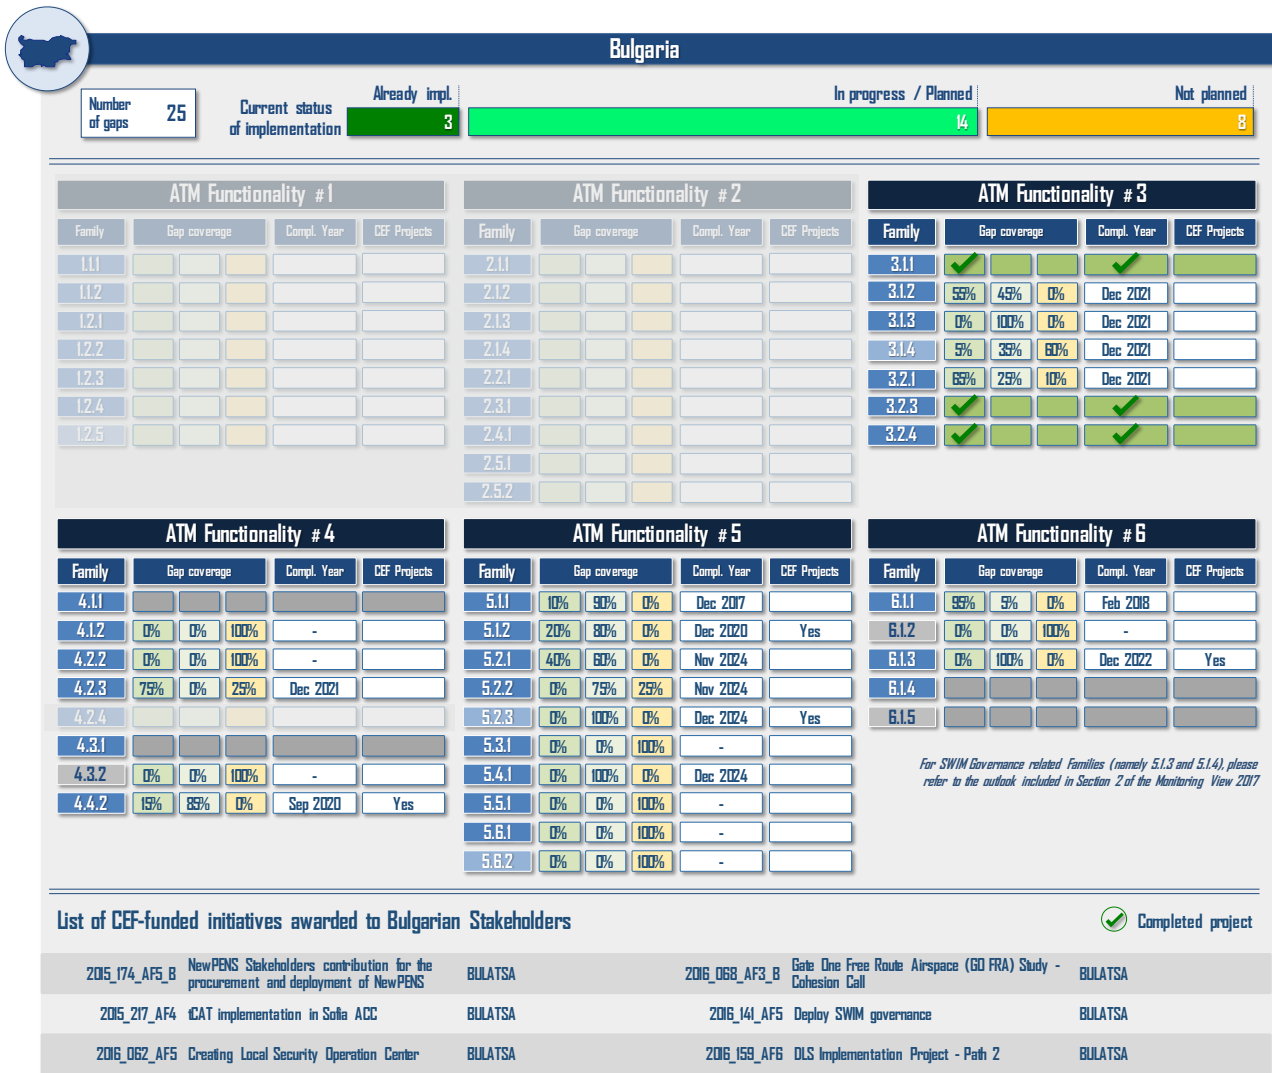 Bulgaria
Number of gaps 25
Current status of implementation
Already impl. 3
In progress / Planned 14
Not planned 8
ATM Functionality #1
Family Gap coverage Compl. Year CEF Projects
1.1.1
1.1.2
1.2.1
1.2.2
1.2.3
1.2.4
1.2.5
ATM Functionality #2
Family Gap coverage Compl. Year CEF Projects
2.1.1
2.1.2
2.1.3
2.1.4
2.2.1
2.3.1
2.4.1
2.5.1
2.5.2
ATM Functionality #3
Family Gap coverage Compl. Year CEF Projects
3.1.1
3.1.2 55% 45% 0% Dec 2021
3.1.3 0% 100% 0% Dec 2021
3.1.4 5% 35% 60% Dec 2021
3.2.1 65% 25% 10% Dec 2021
3.2.3
3.2.4
ATM Functionality #4
Family Gap coverage Compl. Year CEF Projects
4.1.1
4.1.2 0% 0% 100% -
4.2.2 0% 0% 100% -
4.2.3 75% 0% 25% Dec 2021
4.2.4
4.3.1
4.3.2 0% 0% 100% -
4.4.2 15% 85% 0% Sep 2020 Yes
ATM Functionality #5
Family Gap coverage Compl. Year CEF Projects
5.1.1 10% 90% 0% Dec 2017
5.1.2 20% 80% 0% Dec 2020 Yes
5.2.1 40% 60% 0% Nov 2024
5.2.2 0% 75% 25% Nov 2024
5.2.3 0% 100% 0% Dec 2024 Yes
5.3.1 0% 0% 100% -
5.4.1 0% 100% 0% Dec 2024
5.5.1 0% 0% 100% -
5.6.1 0% 0% 100% -
5.6.2 0% 0% 100% -
ATM Functionality #6
Family Gap coverage Compl. Year CEF Projects
6.1.1 95% 5% 0% Feb 2018
6.1.2 0% 0% 100% -
6.1.3 0% 100% 0% Dec 2022 Yes
6.1.4
6.1.5
For SWIM Governance related Families (namely 5.1.3 and 5.1.4), please
refer to the outlook included in Section 2 of the Monitoring View 2017
List of CEF-funded initiatives awarded to Bulgarian Stakeholders
Completed project
2015_174_AF5_B NewPENS Stakeholders contribution for the procurement and deployment of NewPENS BULATSA
2016_068_AF3_B Gate One Free Route Airspace (GO FRA) Study - Cohesion Call BULATSA
2015_217_AF4 tCAT implementation in Sofia ACC BULATSA
2016_141_AF5 Deploy SWIM governance BULATSA
2016_062_AF5 Creating Local Security Operation Center BULATSA
2016_159_AF6 DLS Implementation Project - Path 2 BULATSA